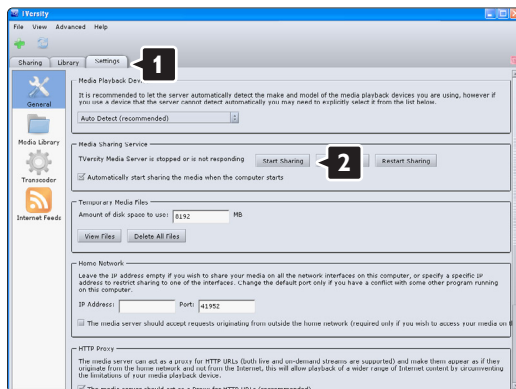 TVersity
File View Advanced Help
Sharing Library Settings
1
Media Playback Device
It is recommended to let the server automatically detect the make and model of the media playback devices you are using, however if
you use a device that the server cannot detect automatically you may need to explicitly select it from the list below.
Auto Detect (recommended)
General
Media Library
Transcoder
Internet Feeds
Media Sharing Service
TVersity Media Server is stopped or is not responding Start Sharing 2 Restart Sharing
Automatically start sharing the media when the computer starts
Temporary Media Files
Amount of disk space to use: 8192 MB
View Files Delete All Files
Home Network
Leave the IP address empty if you wish to share your media on all the network interfaces on this computer, or specify a specific IP
address to restrict sharing to one of the interfaces. Change the default port only if you have a conflict with some other program running
on this computer.
IP Address: Port: 41952
The media server should accept requests originating from outside the home network (required only if you wish to access your media on
HTTP Proxy
The media server can act as a proxy for HTTP URLs (both live and on-demand streams are supported) and make them appear as if they
originate from the home network and not from the Internet, this will allow playback of a wider range of Internet content by circumventing
the limitations of your media playback device.
The media server should act as a Proxy for HTTP URLs (recommended)